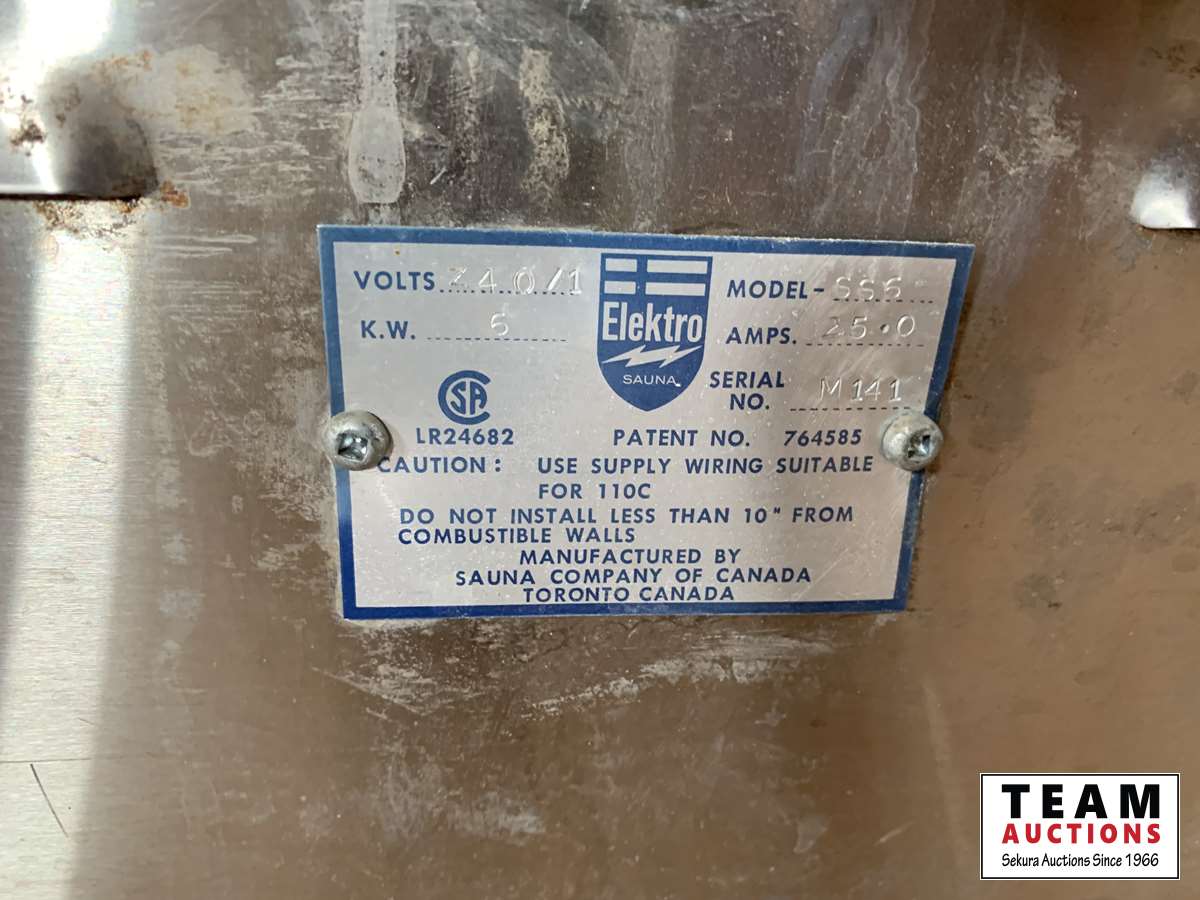 VOLTS 240/1
K.W. 6
Elektro
SAUNA
MODEL- SS6
AMPS. 25.0
SERIAL NO. M141
CSA
LR24682
PATENT NO. 764585
CAUTION: USE SUPPLY WIRING SUITABLE
FOR 110C
DO NOT INSTALL LESS THAN 10" FROM
COMBUSTIBLE WALLS
MANUFACTURED BY
SAUNA COMPANY OF CANADA
TORONTO CANADA
TEAM
AUCTIONS
Sekura Auctions Since 1966